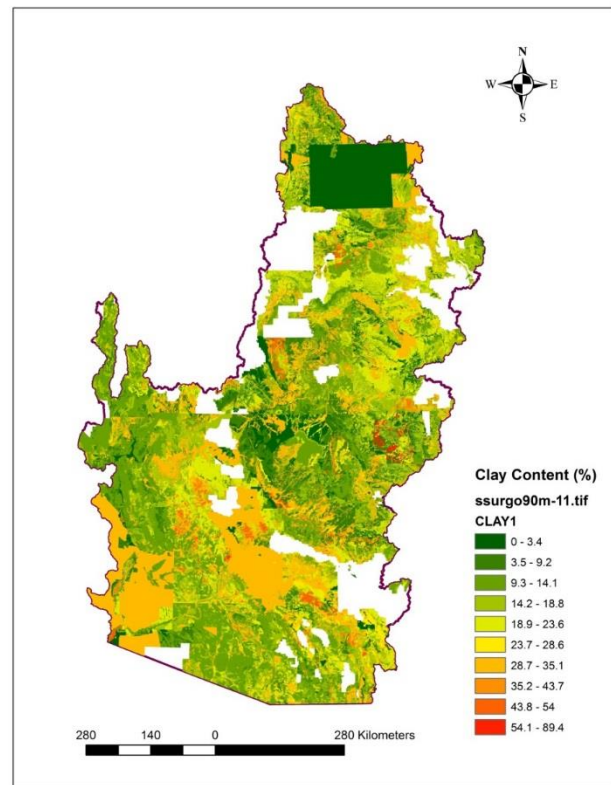 N
W E
S
Clay Content (%)
ssurgo90m-11.tif
CLAY1
0 - 3.4
3.5 - 9.2
9.3 - 14.1
14.2 - 18.8
18.9 - 23.6
23.7 - 28.6
28.7 - 35.1
35.2 - 43.7
43.8 - 54
54.1 - 89.4
280 140 0 280 Kilometers